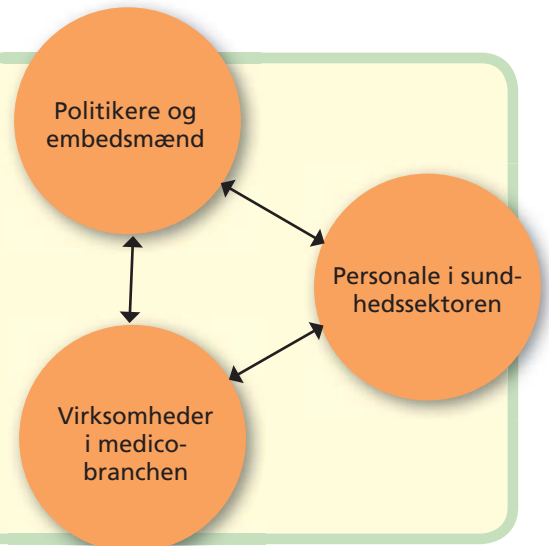 Politikere og
embedsmænd
Personale i sund-
hedssektoren
Virksomheder
i medico-
branchen